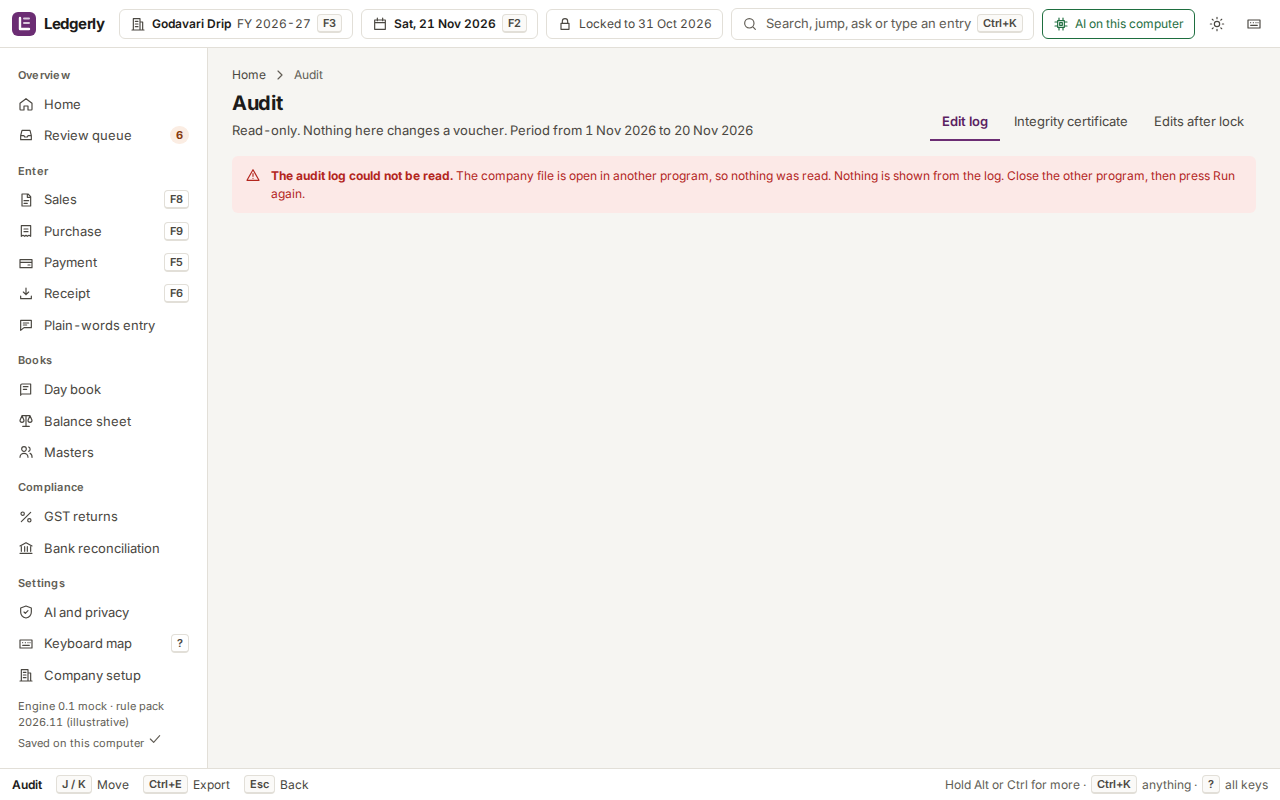 Ledgerly
Godavari Drip FY 2026-27 F3
Sat, 21 Nov 2026 F2
Locked to 31 Oct 2026
Search, jump, ask or type an entry Ctrl+K
AI on this computer
Overview
Home
Review queue 6
Enter
Sales F8
Purchase F9
Payment F5
Receipt F6
Plain-words entry
Books
Day book
Balance sheet
Masters
Compliance
GST returns
Bank reconciliation
Settings
AI and privacy
Keyboard map ?
Company setup
Engine 0.1 mock · rule pack
2026.11 (illustrative)
Saved on this computer
Home Audit
Audit
Read-only. Nothing here changes a voucher. Period from 1 Nov 2026 to 20 Nov 2026
Edit log Integrity certificate Edits after lock
The audit log could not be read. The company file is open in another program, so nothing was read. Nothing is shown from the log. Close the other program, then press Run
again.
Audit J / K Move Ctrl+E Export Esc Back
Hold Alt or Ctrl for more · Ctrl+K anything · ? all keys